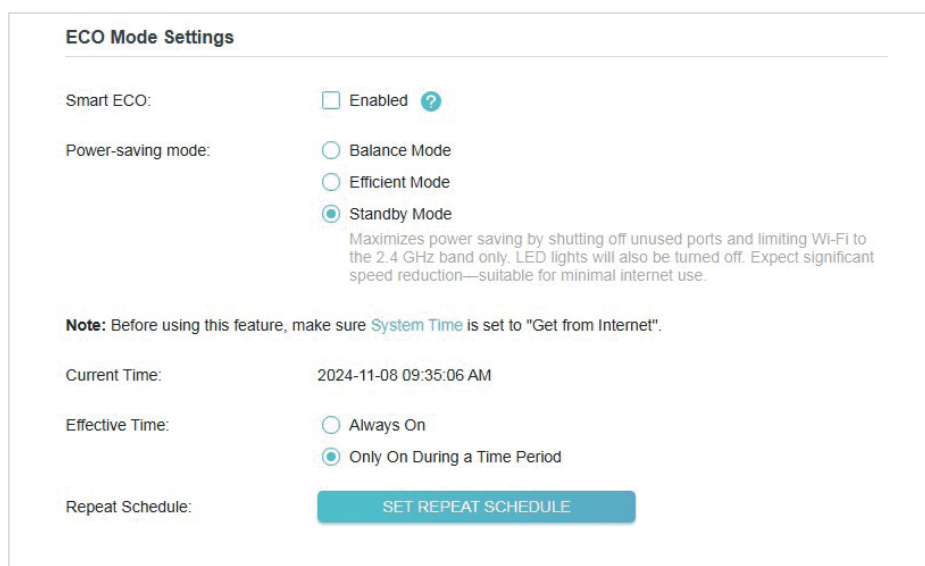 ECO Mode Settings
Smart ECO: Enabled ?
Power-saving mode: Balance Mode
Efficient Mode
Standby Mode
Maximizes power saving by shutting off unused ports and limiting Wi-Fi to
the 2.4 GHz band only. LED lights will also be turned off. Expect significant
speed reduction—suitable for minimal internet use.
Note: Before using this feature, make sure System Time is set to "Get from Internet".
Current Time: 2024-11-08 09:35:06 AM
Effective Time: Always On
Only On During a Time Period
Repeat Schedule: SET REPEAT SCHEDULE